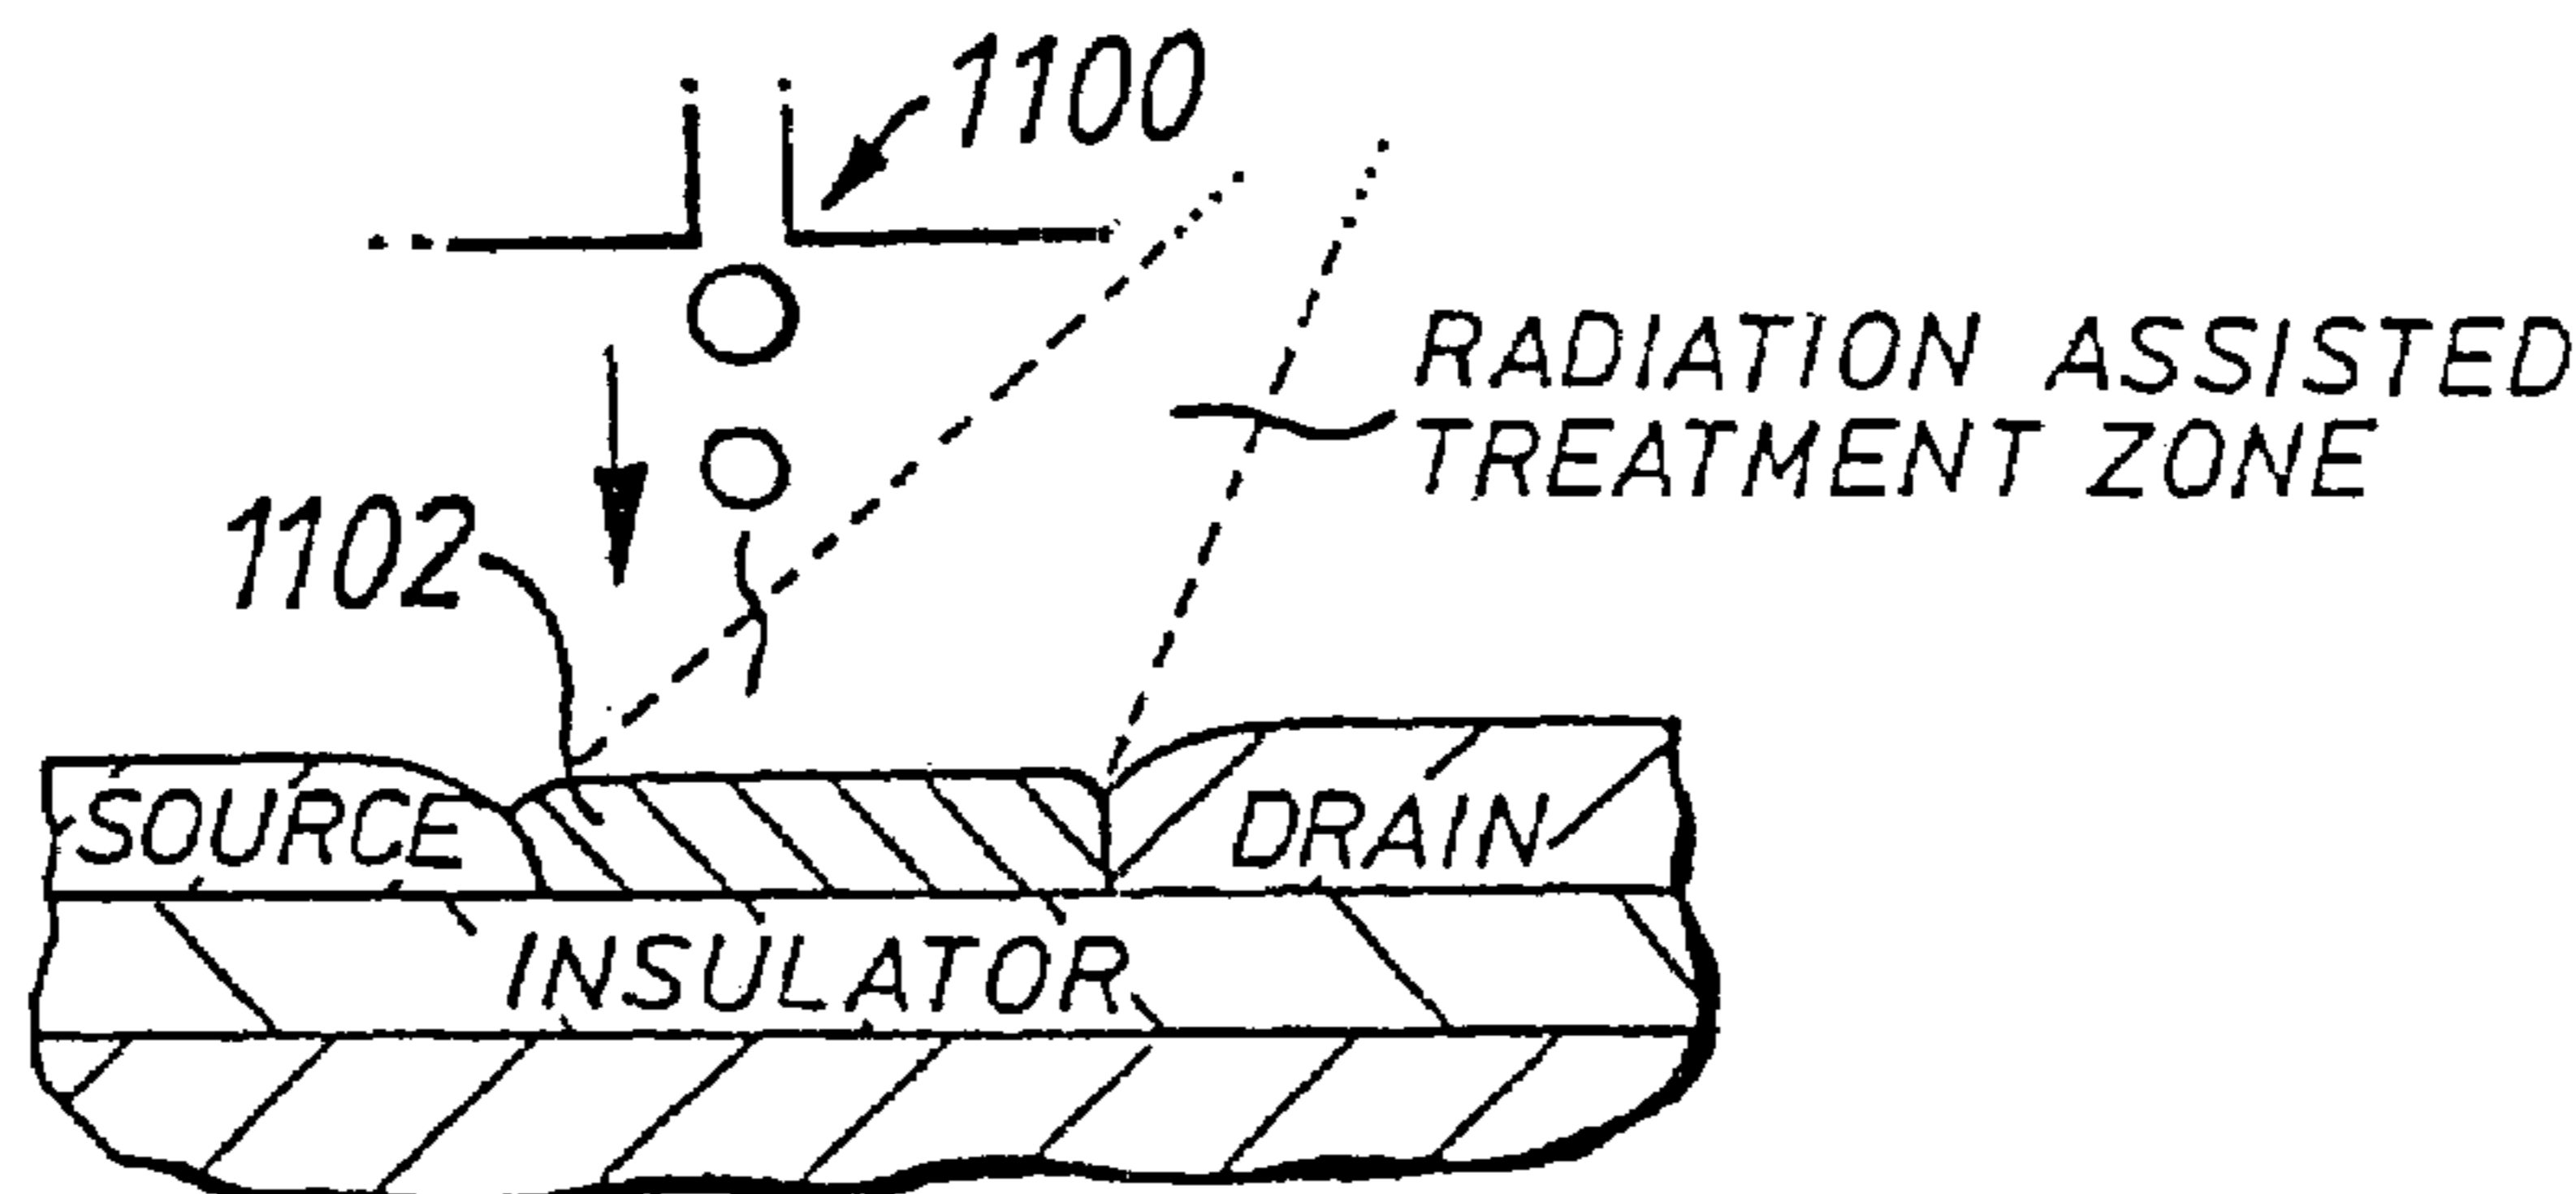 1100
RADIATION ASSISTED
TREATMENT ZONE
1102
SOURCE
DRAIN
INSULATOR